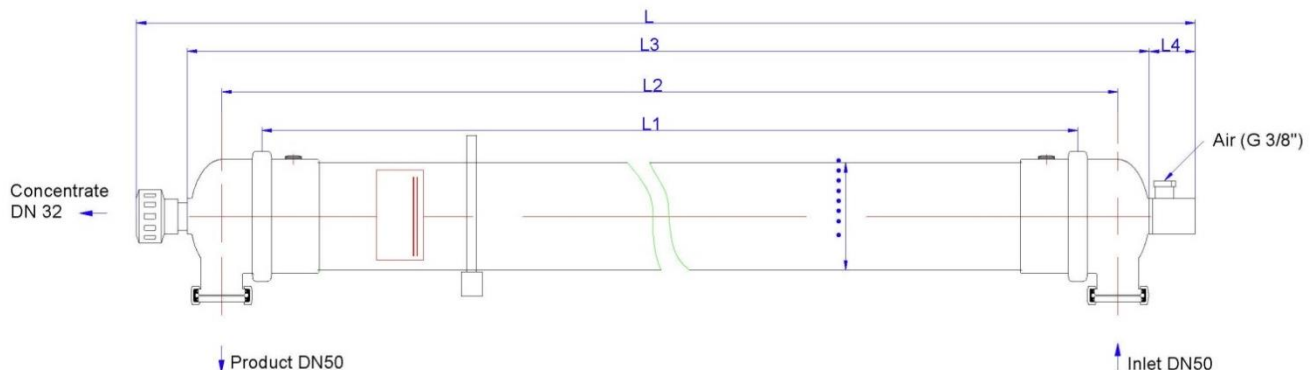 L
L3
L4
L2
L1
Air (G 3/8")
Concentrate
DN 32
Product DN50
Inlet DN50